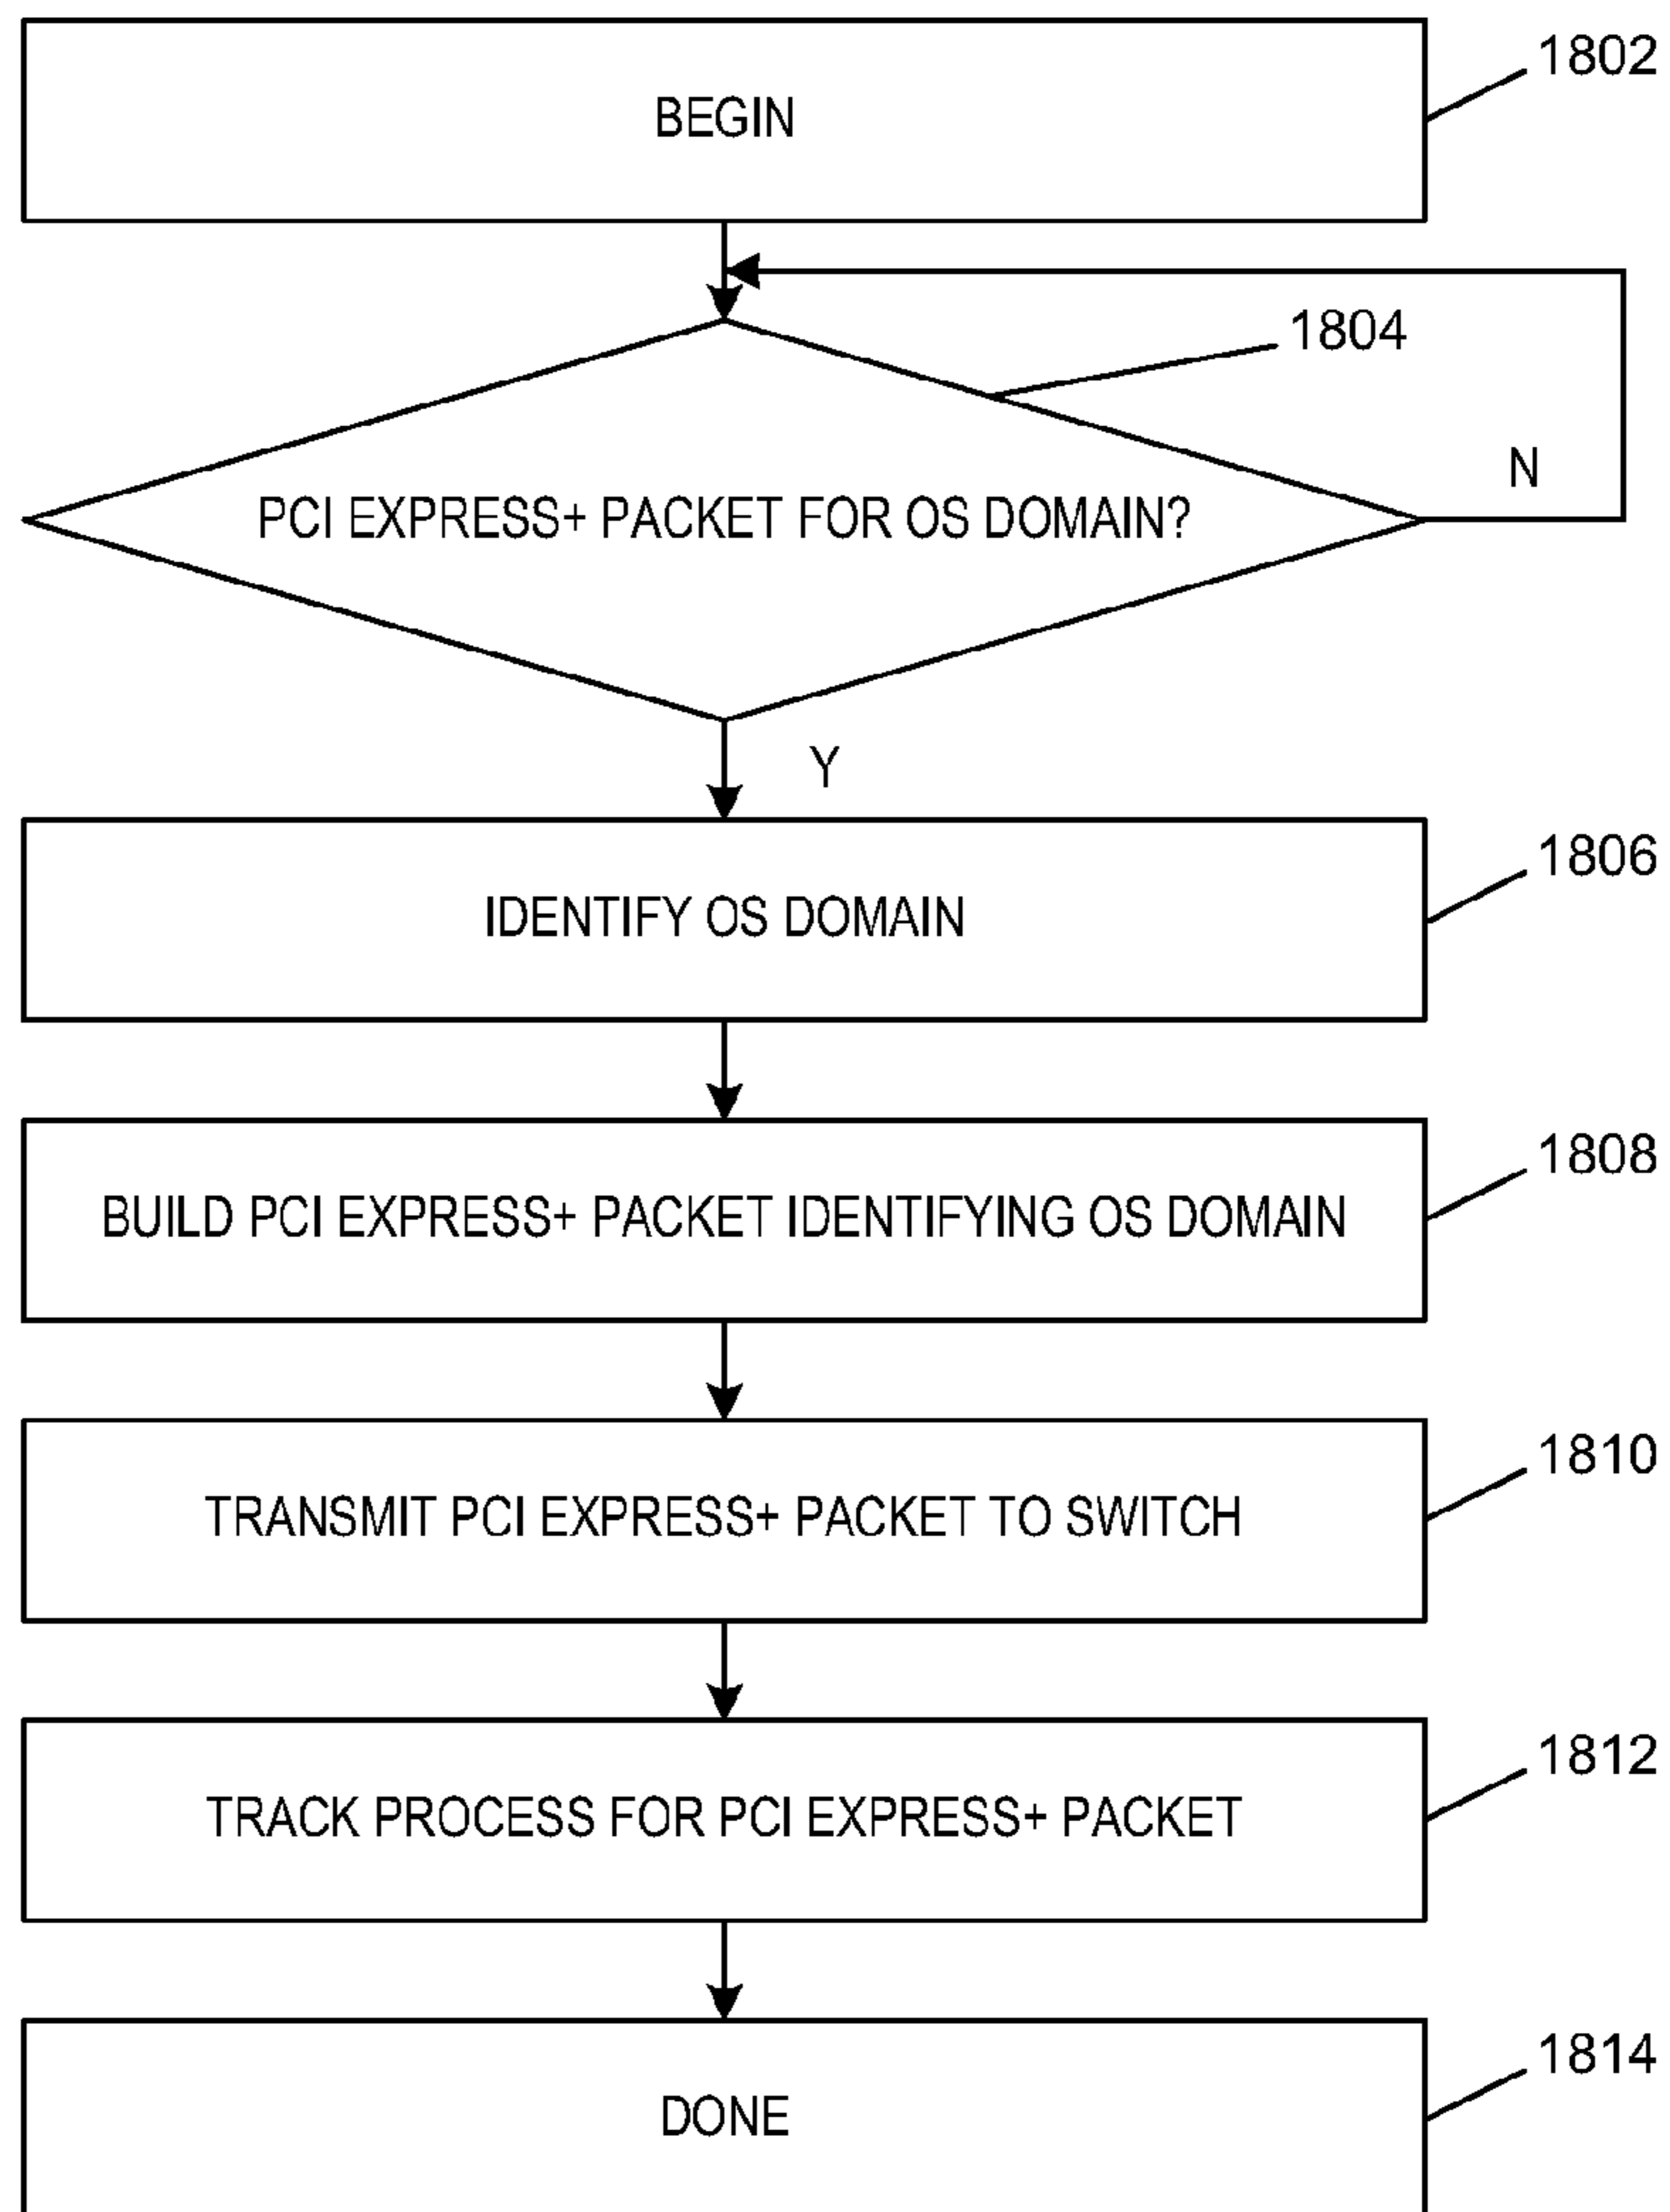 1802
BEGIN
1804
N
PCI EXPRESS+ PACKET FOR OS DOMAIN?
Y
1806
IDENTIFY OS DOMAIN
1808
BUILD PCI EXPRESS+ PACKET IDENTIFYING OS DOMAIN
1810
TRANSMIT PCI EXPRESS+ PACKET TO SWITCH
1812
TRACK PROCESS FOR PCI EXPRESS+ PACKET
1814
DONE